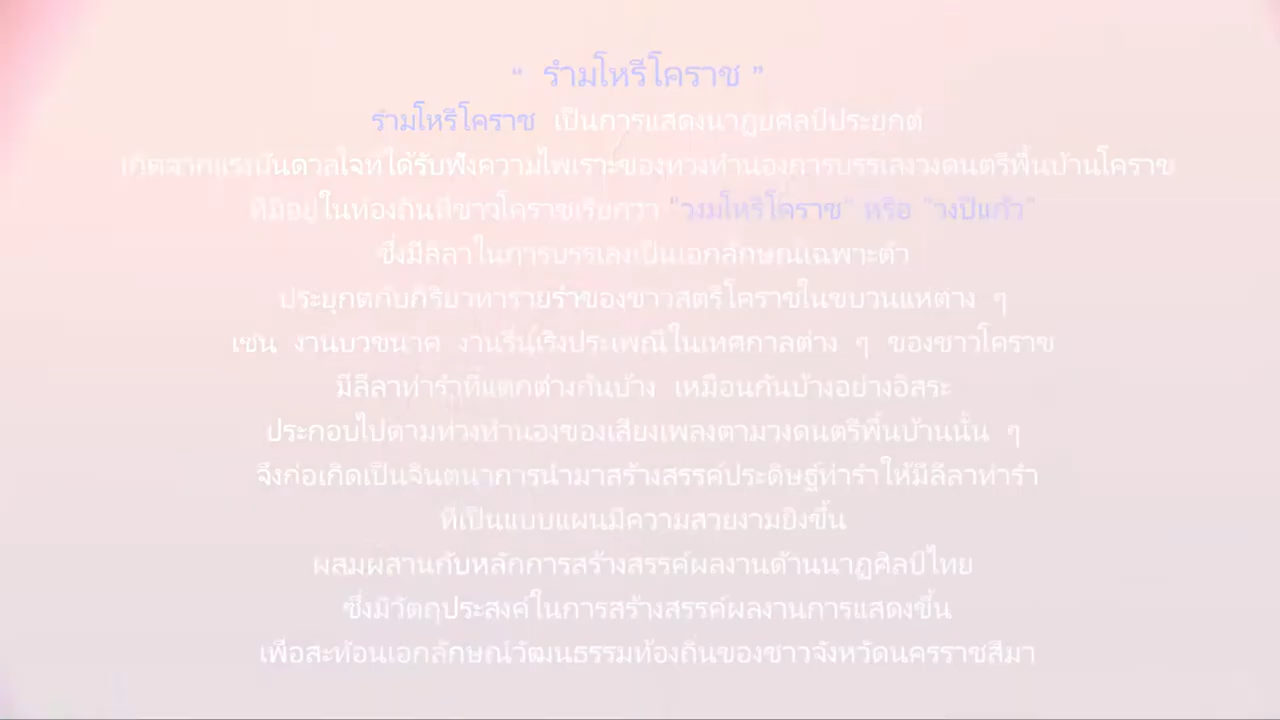 “ รำมโหรีโคราช ”
รำมโหรีโคราช เป็นการแสดงนาฏยศิลป์ประยุกต์
เกิดจากแรงบันดาลใจที่ได้รับฟังความไพเราะของท่วงทำนองการบรรเลงวงดนตรีพื้นบ้านโคราช
ที่มีอยู่ในท้องถิ่นที่ชาวโคราชเรียกว่า "วงมโหรีโคราช" หรือ "วงปี่แก้ว"
ซึ่งมีลีลาในการบรรเลงเป็นเอกลักษณ์เฉพาะตัว
ประยุกต์กับกิริยาท่าร่ายรำของชาวสตรีโคราชในขบวนแห่ต่าง ๆ
เช่น งานบวชนาค งานรื่นเริงประเพณีในเทศกาลต่าง ๆ ของชาวโคราช
มีลีลาท่ารำที่แตกต่างกันบ้าง เหมือนกันบ้างอย่างอิสระ
ประกอบไปตามท่วงทำนองของเสียงเพลงตามวงดนตรีพื้นบ้านนั้น ๆ
จึงก่อเกิดเป็นจินตนาการนำมาสร้างสรรค์ประดิษฐ์ท่ารำให้มีลีลาท่ารำ
ที่เป็นแบบแผนมีความสวยงามยิ่งขึ้น
ผสมผสานกับหลักการสร้างสรรค์ผลงานด้านนาฏศิลป์ไทย
ซึ่งมีวัตถุประสงค์ในการสร้างสรรค์ผลงานการแสดงขึ้น
เพื่อสะท้อนเอกลักษณ์วัฒนธรรมท้องถิ่นของชาวจังหวัดนครราชสีมา